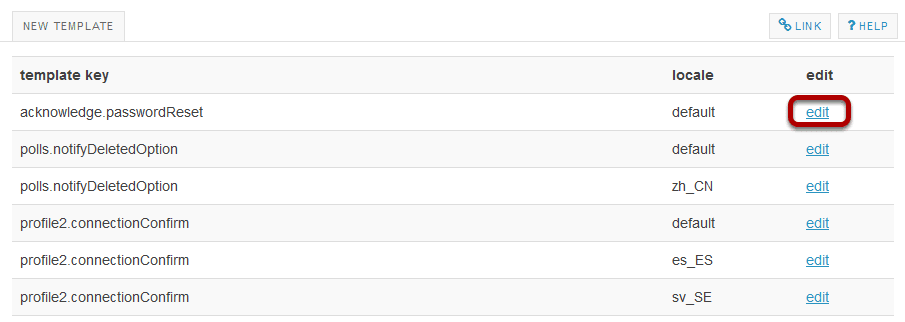 NEW TEMPLATE LINK ? HELP
template key locale edit
acknowledge.passwordReset default edit
polls.notifyDeletedOption default edit
polls.notifyDeletedOption zh_CN edit
profile2.connectionConfirm default edit
profile2.connectionConfirm es_ES edit
profile2.connectionConfirm sv_SE edit